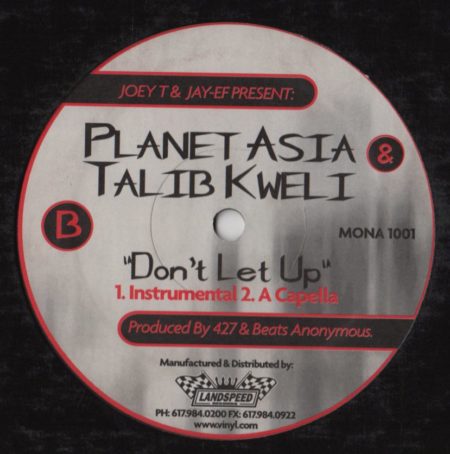 JOEY T & JAY-EF PRESENT:
PLANET ASIA &
TALIB KWELI
B
MONA 1001
"Don't Let Up"
1. Instrumental 2. A Capella
Produced By 427 & Beats Anonymous.
Manufactured & Distributed by:
LANDSPEED
PH: 617.984.0200 FX: 617.984.0922
www.vinyl.com